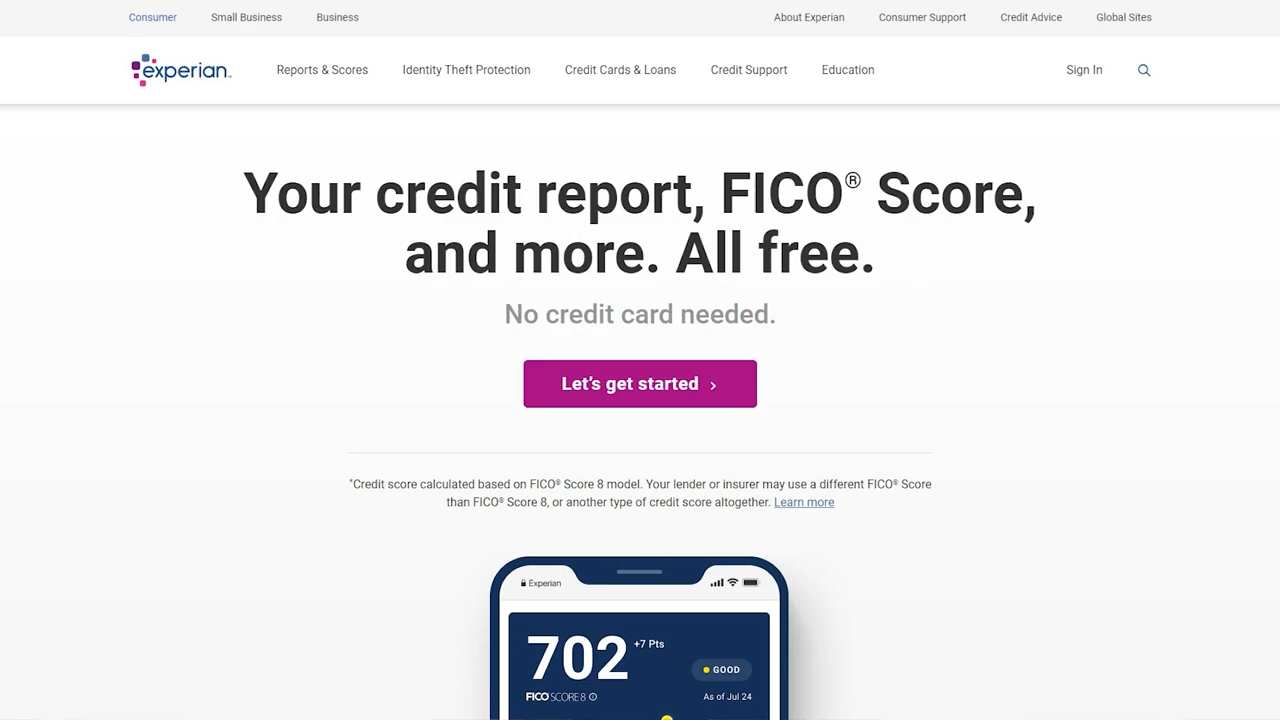 Consumer Small Business Business About Experian Consumer Support Credit Advice Global Sites
experian. Reports & Scores Identity Theft Protection Credit Cards & Loans Credit Support Education Sign In
Your credit report, FICO® Score,
and more. All free.
No credit card needed.
Let's get started
*Credit score calculated based on FICO® Score 8 model. Your lender or insurer may use a different FICO® Score
than FICO® Score 8, or another type of credit score altogether. Learn more
Experian
702 +7 Pts
GOOD
FICO SCORE 8 As of Jul 24